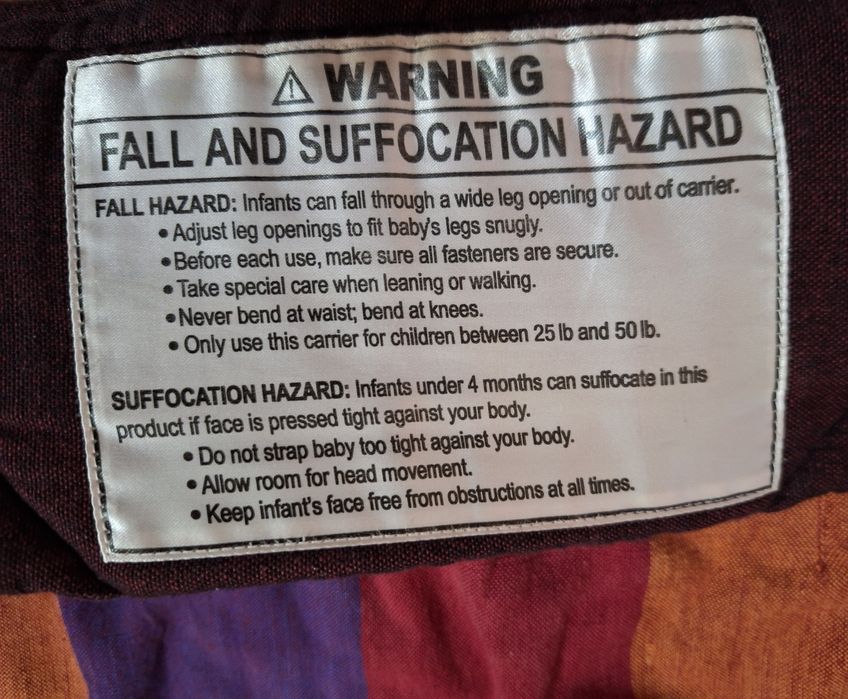 ⚠ WARNING
FALL AND SUFFOCATION HAZARD
FALL HAZARD: Infants can fall through a wide leg opening or out of carrier.
• Adjust leg openings to fit baby's legs snugly.
• Before each use, make sure all fasteners are secure.
• Take special care when leaning or walking.
• Never bend at waist; bend at knees.
• Only use this carrier for children between 25 lb and 50 lb.
SUFFOCATION HAZARD: Infants under 4 months can suffocate in this
product if face is pressed tight against your body.
• Do not strap baby too tight against your body.
• Allow room for head movement.
• Keep infant's face free from obstructions at all times.